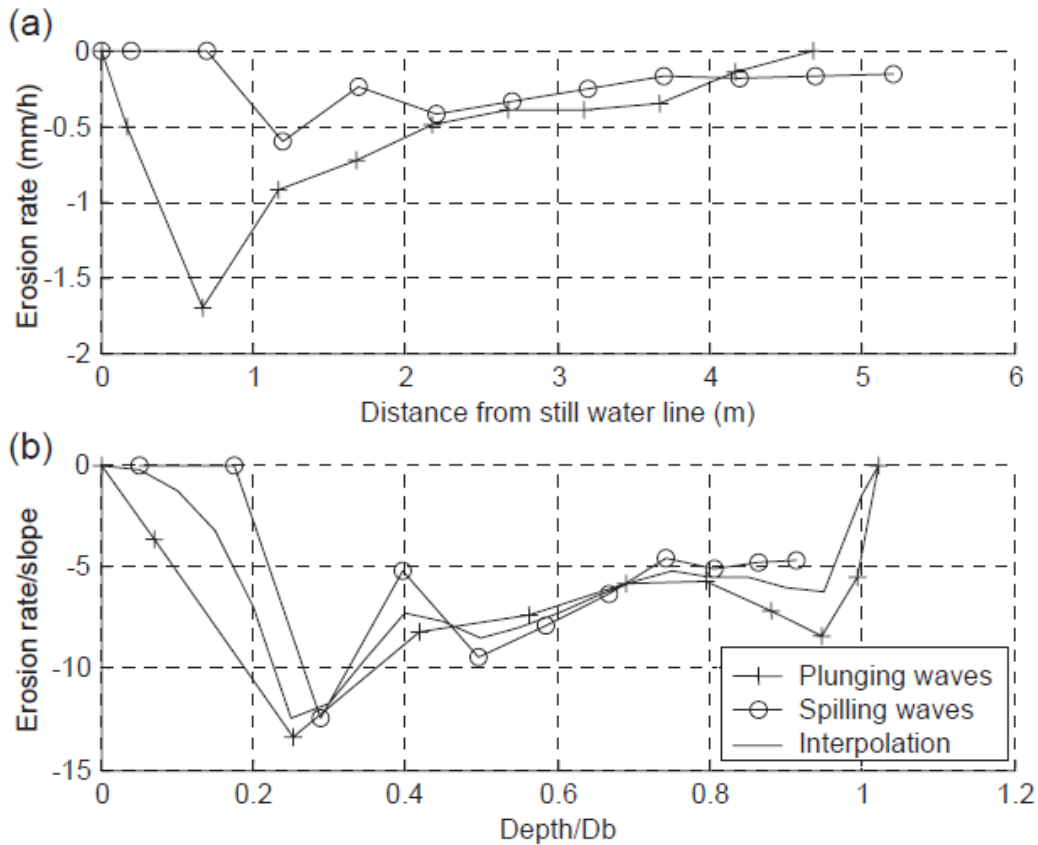 (a)
0
-0.5
-1
-1.5
-2
Erosion rate (mm/h)
0 1 2 3 4 5 6
Distance from still water line (m)
(b)
0
-5
-10
-15
Erosion rate/slope
Plunging waves
Spilling waves
Interpolation
0 0.2 0.4 0.6 0.8 1 1.2
Depth/Db